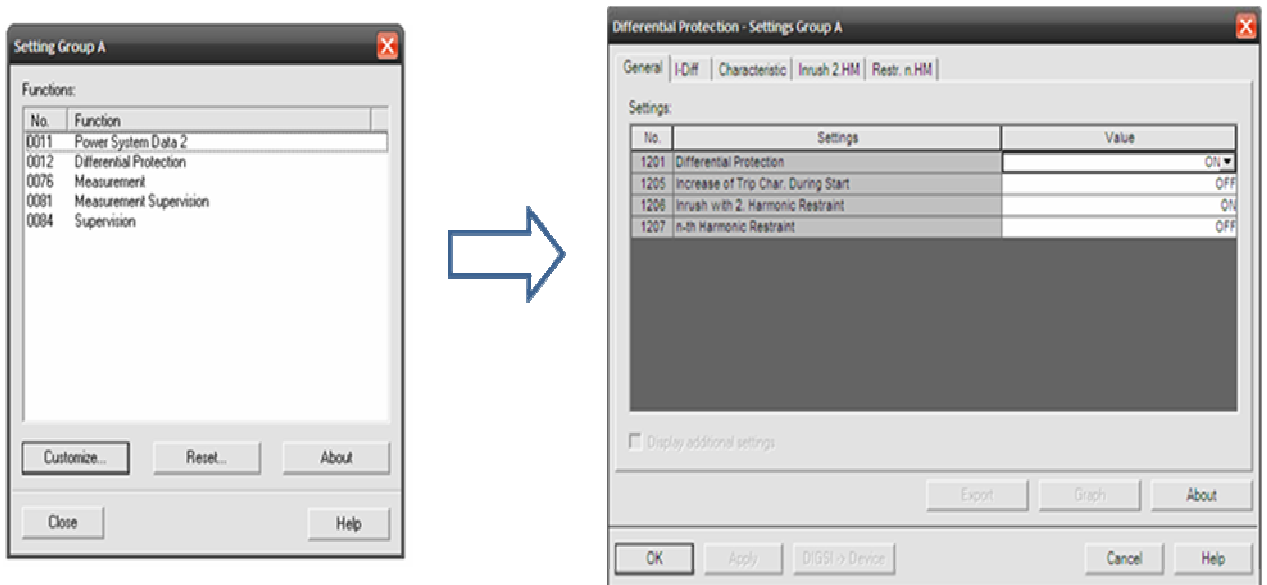 Setting Group A
Functions:
No. Function
0011 Power System Data 2
0012 Differential Protection
0076 Measurement
0081 Measurement Supervision
0084 Supervision
Customize... Reset... About
Close Help
Differential Protection - Settings Group A
General I-Diff Characteristic Inrush 2.HM Restr. n.HM
Settings:
No. Settings Value
1201 Differential Protection ON
1205 Increase of Trip Char. During Start OFF
1206 Inrush with 2. Harmonic Restraint ON
1207 n-th Harmonic Restraint OFF
Display additional settings
Export Graph About
OK Apply DIGSI -> Device Cancel Help